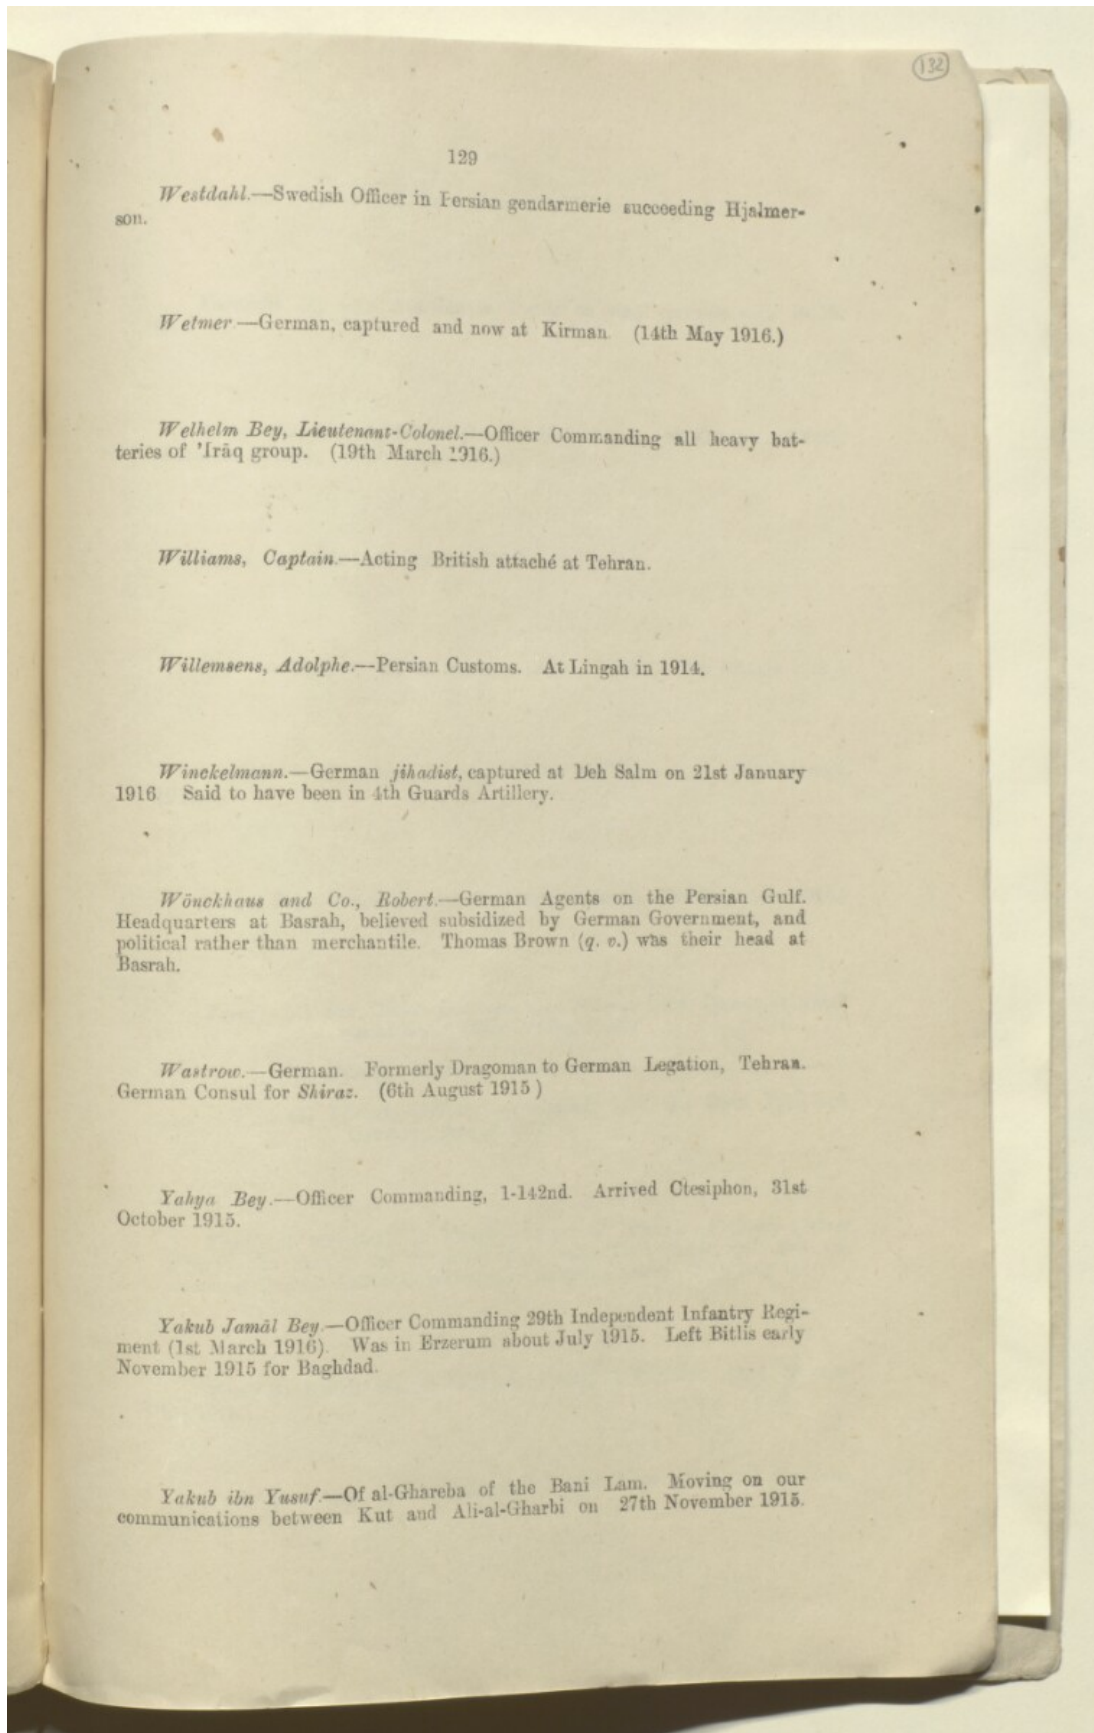 132
129
Westdahl.—Swedish Officer in Persian gendarmerie succeeding Hjalmer-
son.
Wetmer—German, captured and now at Kirman. (14th May 1916.)
Welhelm Bey, Lieutenant-Colonel.—Officer Commanding all heavy bat-
teries of 'Irāq group. (19th March 1916.)
Williams, Captain.—Acting British attaché at Tehran.
Willemsens, Adolphe.—Persian Customs. At Lingah in 1914.
Winckelmann.—German jihadist, captured at Deh Salm on 21st January
1916 Said to have been in 4th Guards Artillery.
Wönckhaus and Co., Robert.—German Agents on the Persian Gulf.
Headquarters at Basrah, believed subsidized by German Government, and
political rather than merchantile. Thomas Brown (q. v.) was their head at
Basrah.
Wastrow.—German. Formerly Dragoman to German Legation, Tehran.
German Consul for Shiraz. (6th August 1915)
Yahya Bey.—Officer Commanding, 1-142nd. Arrived Ctesiphon, 31st
October 1915.
Yakub Jamāl Bey.—Officer Commanding 29th Independent Infantry Regi-
ment (1st March 1916). Was in Erzerum about July 1915. Left Bitlis early
November 1915 for Baghdad.
Yakub ibn Yusuf.—Of al-Ghareba of the Bani Lam. Moving on our
communications between Kut and Ali-al-Gharbi on 27th November 1915.